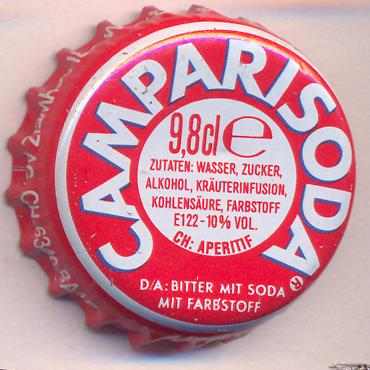 CAMPARISODA®
9,8cl e
ZUTATEN: WASSER, ZUCKER,
ALKOHOL, KRÄUTERINFUSION,
KOHLENSÄURE, FARBSTOFF
E122-10% VOL.
CH: APERITIF
D/A: BITTER MIT SODA
MIT FARBSTOFF